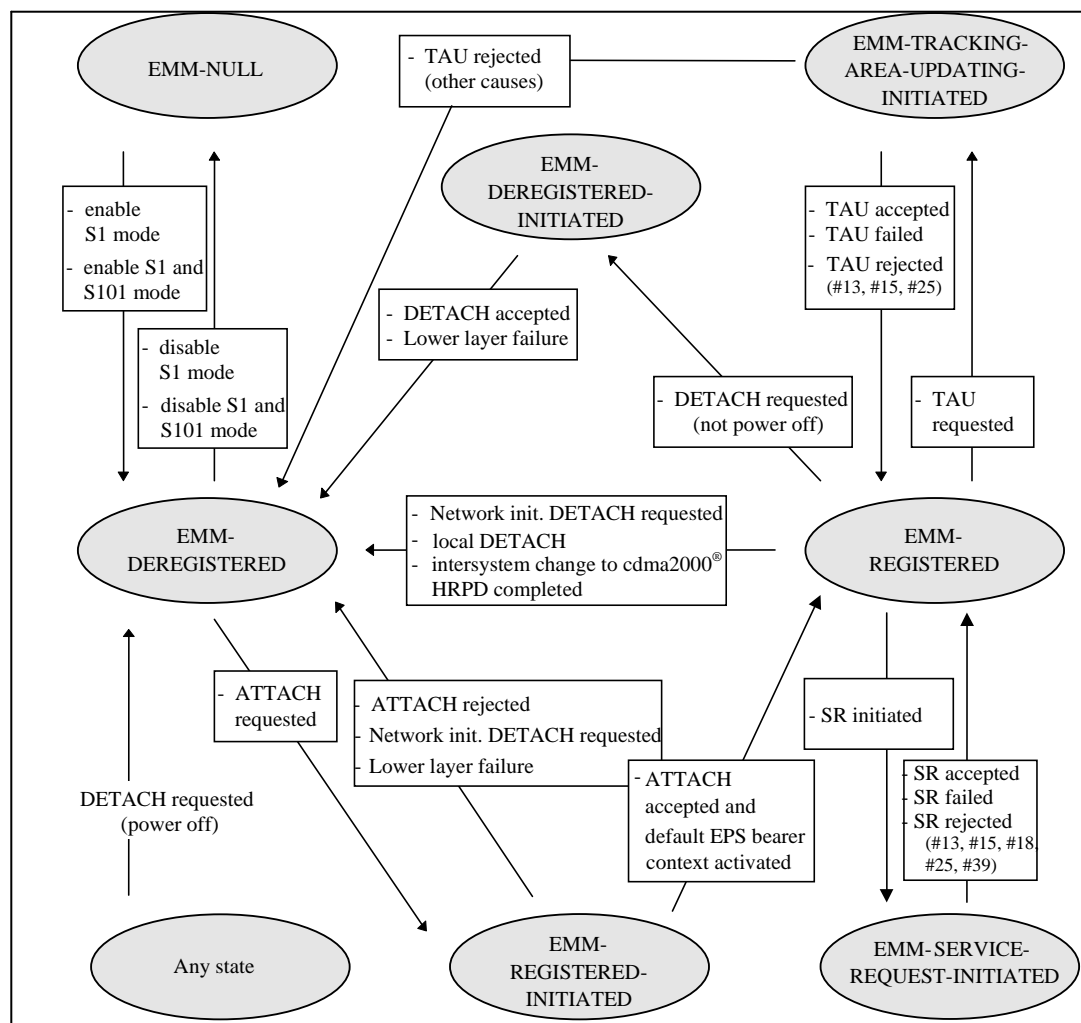 EMM-NULL
- TAU rejected
(other causes)
EMM-TRACKING-
AREA-UPDATING-
INITIATED
EMM-
DEREGISTERED-
INITIATED
- enable
S1 mode
- enable S1 and
S101 mode
- disable
S1 mode
- disable S1 and
S101 mode
- DETACH accepted
- Lower layer failure
- TAU accepted
- TAU failed
- TAU rejected
(#13, #15, #25)
- DETACH requested
(not power off)
- TAU
requested
EMM-
DEREGISTERED
- Network init. DETACH requested
- local DETACH
- intersystem change to cdma2000®
HRPD completed
EMM-
REGISTERED
- ATTACH
requested
- ATTACH rejected
- Network init. DETACH requested
- Lower layer failure
- SR initiated
DETACH requested
(power off)
- ATTACH
accepted and
default EPS bearer
context activated
- SR accepted
- SR failed
- SR rejected
(#13, #15, #18,
#25, #39)
Any state
EMM-
REGISTERED-
INITIATED
EMM-SERVICE-
REQUEST-INITIATED